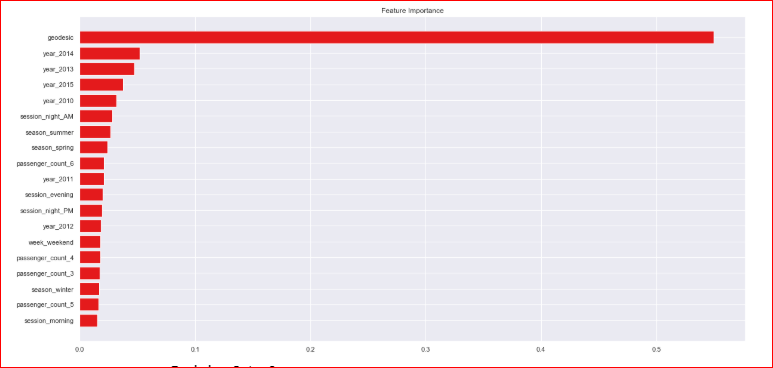 Feature Importance
geodesic
year_2014
year_2013
year_2015
year_2010
session_night_AM
season_summer
season_spring
passenger_count_6
year_2011
session_evening
session_night_PM
year_2012
week_weekend
passenger_count_4
passenger_count_3
season_winter
passenger_count_5
session_morning
0.0 0.1 0.2 0.3 0.4 0.5